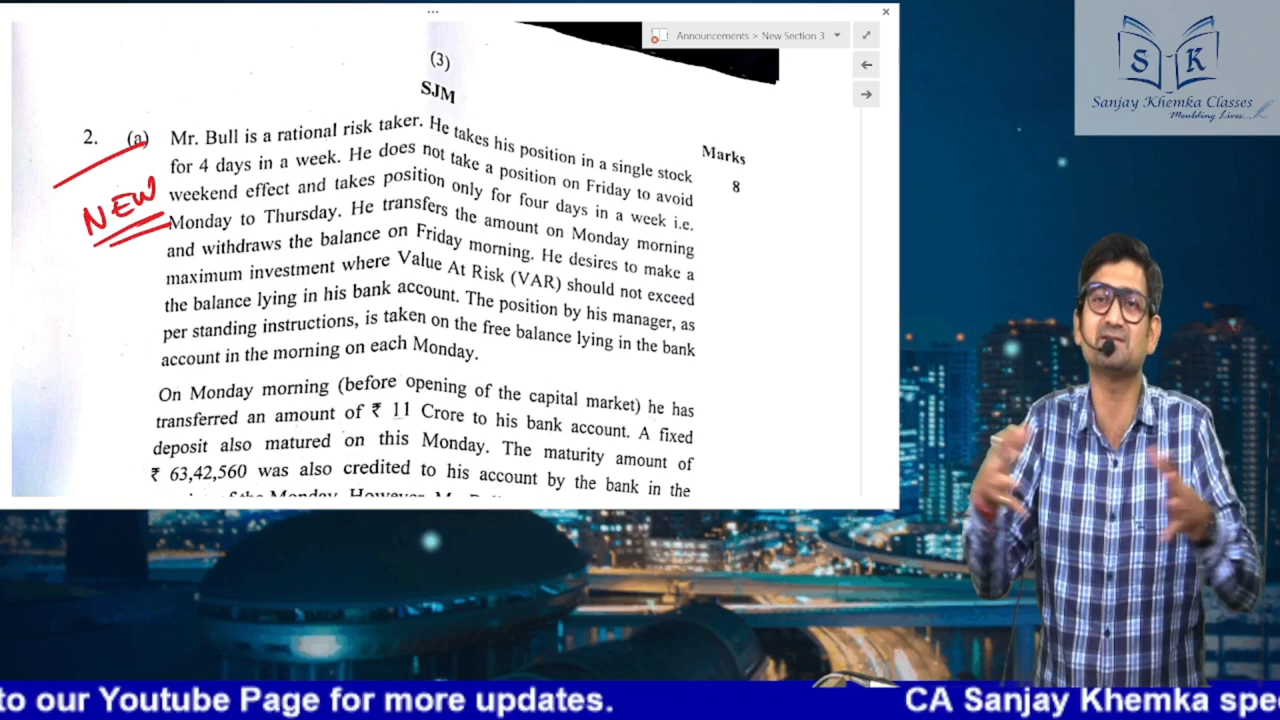 Announcements > New Section 3
S K
Sanjay Khemka Classes
Moulding Lives...
(3)
SJM
Marks
2. (a) Mr. Bull is a rational risk taker. He takes his position in a single stock
8
for 4 days in a week. He does not take a position on Friday to avoid
weekend effect and takes position only for four days in a week i.e.
NEW
Monday to Thursday. He transfers the amount on Monday morning
and withdraws the balance on Friday morning. He desires to make a
maximum investment where Value At Risk (VAR) should not exceed
the balance lying in his bank account. The position by his manager, as
per standing instructions, is taken on the free balance lying in the bank
account in the morning on each Monday.
On Monday morning (before opening of the capital market) he has
transferred an amount of ₹ 11 Crore to his bank account. A fixed
deposit also matured on this Monday. The maturity amount of
₹ 63,42,560 was also credited to his account by the bank in the
Monday. However
to our Youtube Page for more updates.
CA Sanjay Khemka spe